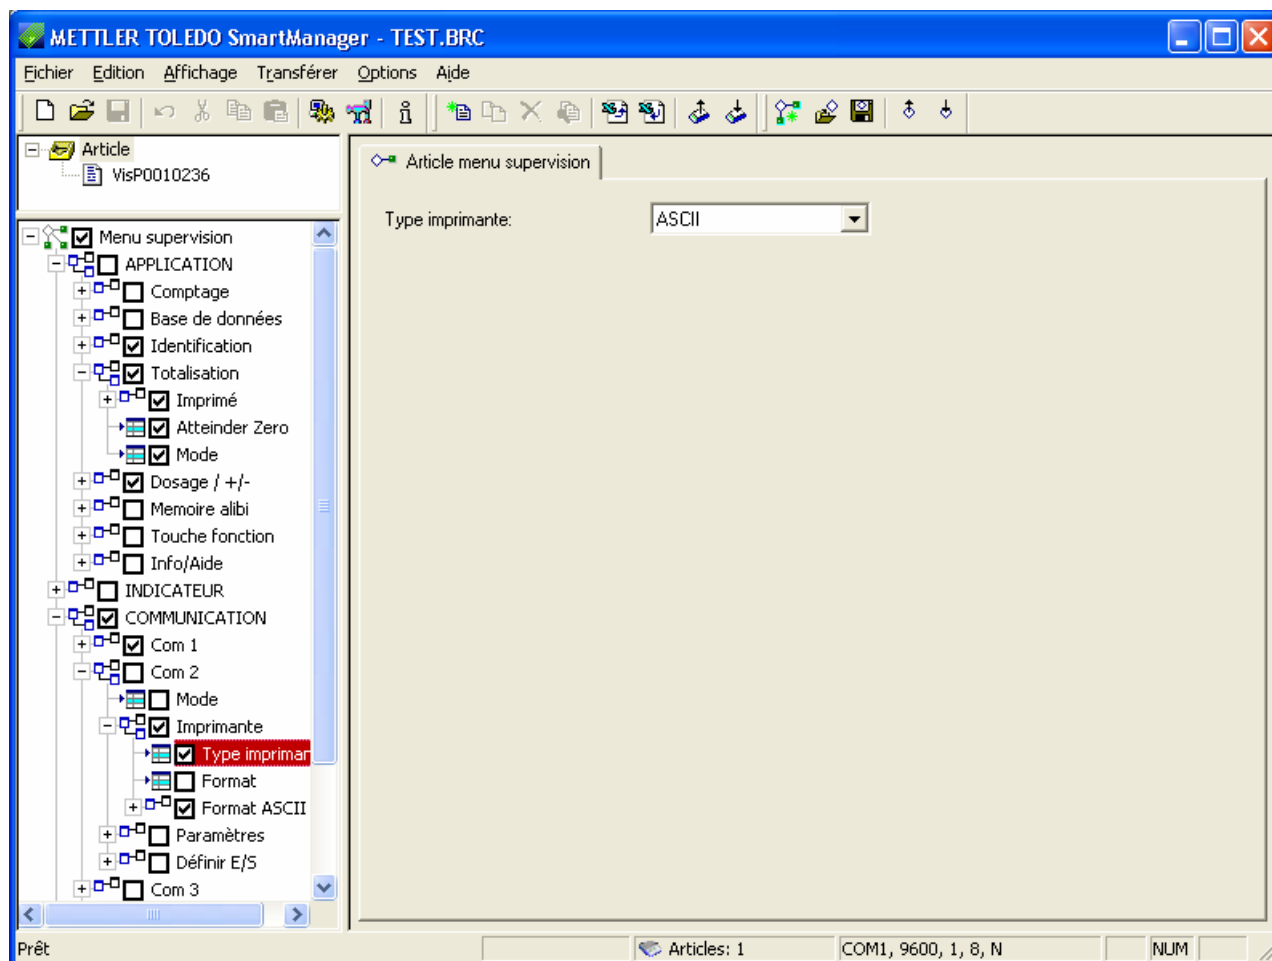 METTLER TOLEDO SmartManager - TEST.BRC
Fichier Edition Affichage Transférer Options Aide
Article
VisP0010236
Menu supervision
APPLICATION
Comptage
Base de données
Identification
Totalisation
Imprimé
Atteinder Zero
Mode
Dosage / +/-
Memoire alibi
Touche fonction
Info/Aide
INDICATEUR
COMMUNICATION
Com 1
Com 2
Mode
Imprimante
Type impriman
Format
Format ASCII
Paramètres
Définir E/S
Com 3
Article menu supervision
Type imprimante: ASCII
Prêt Articles: 1 COM1, 9600, 1, 8, N NUM